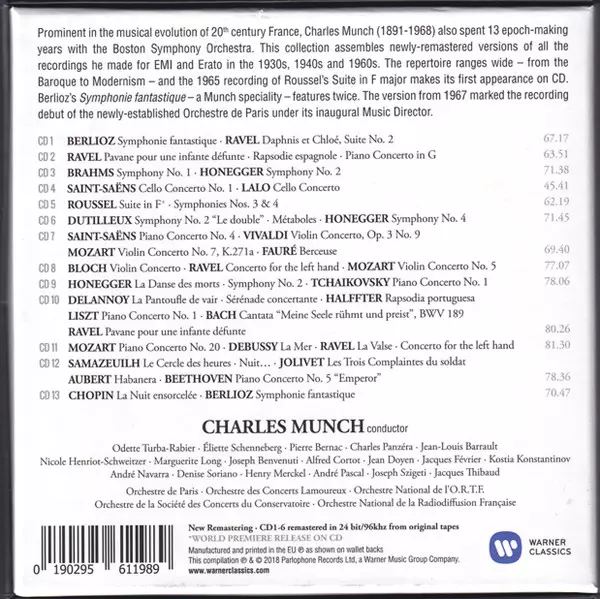 Prominent in the musical evolution of 20th century France, Charles Munch (1891-1968) also spent 13 epoch-making
years with the Boston Symphony Orchestra. This collection assembles newly-remastered versions of all the
recordings he made for EMI and Erato in the 1930s, 1940s and 1960s. The repertoire ranges wide – from the
Baroque to Modernism – and the 1965 recording of Roussel's Suite in F major makes its first appearance on CD.
Berlioz's Symphonie fantastique – a Munch speciality – features twice. The version from 1967 marked the recording
debut of the newly-established Orchestre de Paris under its inaugural Music Director.
CD 1 BERLIOZ Symphonie fantastique · RAVEL Daphnis et Chloé, Suite No. 2 67.17
CD 2 RAVEL Pavane pour une infante défunte · Rapsodie espagnole · Piano Concerto in G 63.51
CD 3 BRAHMS Symphony No. 1 · HONEGGER Symphony No. 2 71.38
CD 4 SAINT-SAËNS Cello Concerto No. 1 · LALO Cello Concerto 45.41
CD 5 ROUSSEL Suite in F* · Symphonies Nos. 3 & 4 62.19
CD 6 DUTILLEUX Symphony No. 2 "Le double" · Métaboles · HONEGGER Symphony No. 4 71.45
CD 7 SAINT-SAËNS Piano Concerto No. 4 · VIVALDI Violin Concerto, Op. 3 No. 9
MOZART Violin Concerto No. 7, K.271a · FAURÉ Berceuse 69.40
CD 8 BLOCH Violin Concerto · RAVEL Concerto for the left hand · MOZART Violin Concerto No. 5 77.07
CD 9 HONEGGER La Danse des morts · Symphony No. 2 · TCHAIKOVSKY Piano Concerto No. 1 78.06
CD 10 DELANNOY La Pantoufle de vair · Sérénade concertante · HALFFTER Rapsodia portuguesa
LISZT Piano Concerto No. 1 · BACH Cantata "Meine Seele rühmt und preist", BWV 189
RAVEL Pavane pour une infante défunte 80.26
CD 11 MOZART Piano Concerto No. 20 · DEBUSSY La Mer · RAVEL La Valse · Concerto for the left hand 81.30
CD 12 SAMAZEUILH Le Cercle des heures · Nuit… · JOLIVET Les Trois Complaintes du soldat
AUBERT Habanera · BEETHOVEN Piano Concerto No. 5 "Emperor" 78.36
CD 13 CHOPIN La Nuit ensorcelée · BERLIOZ Symphonie fantastique 70.47
CHARLES MUNCH conductor
Odette Turba-Rabier · Éliette Schenneberg · Pierre Bernac · Charles Panzéra · Jean-Louis Barrault
Nicole Henriot-Schweitzer · Marguerite Long · Joseph Benvenuti · Alfred Cortot · Jean Doyen · Jacques Février · Kostia Konstantinov
André Navarra · Denise Soriano · Henry Merckel · André Pascal · Joseph Szigeti · Jacques Thibaud
Orchestre de Paris · Orchestre des Concerts Lamoureux · Orchestre National de l'O.R.T.F.
Orchestre de la Société des Concerts du Conservatoire · Orchestre National de la Radiodiffusion Française
New Remastering · CD1-6 remastered in 24 bit/96khz from original tapes
*WORLD PREMIERE RELEASE ON CD
Manufactured and printed in the EU ℗ as shown on wallet backs
This compilation ℗ & © 2018 Parlophone Records Ltd, a Warner Music Group Company.
www.warnerclassics.com
WARNER
CLASSICS
0 190295 611989